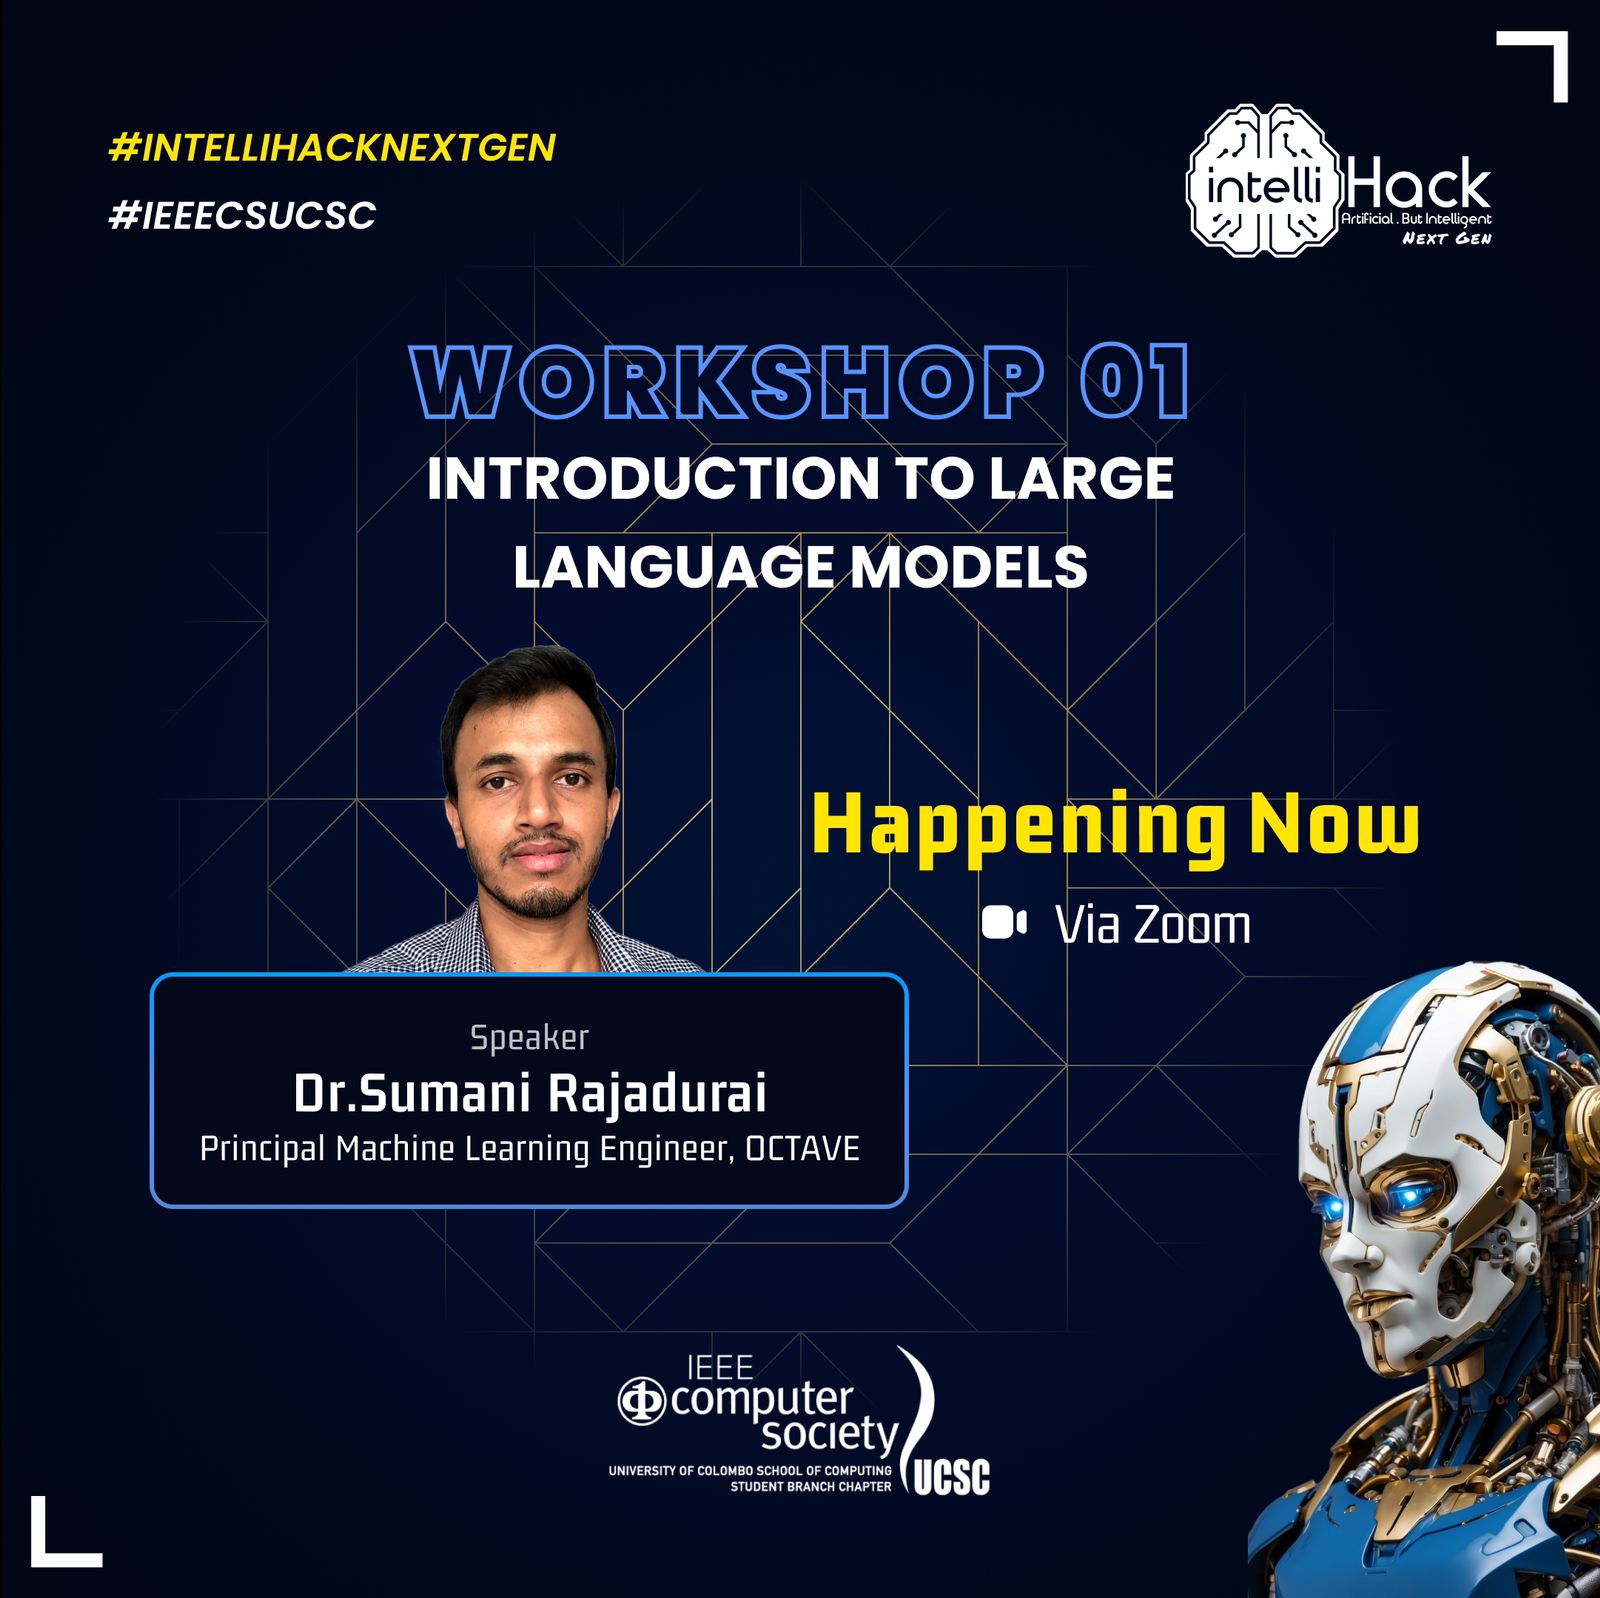 #INTELLIHACKNEXTGEN
#IEEECSUCSC
intelli Hack
Artificial . But Intelligent
NEXT GEN
WORKSHOP 01
INTRODUCTION TO LARGE
LANGUAGE MODELS
Happening Now
Via Zoom
Speaker
Dr.Sumani Rajadurai
Principal Machine Learning Engineer, OCTAVE
IEEE
computer
society
UNIVERSITY OF COLOMBO SCHOOL OF COMPUTING
STUDENT BRANCH CHAPTER
UCSC